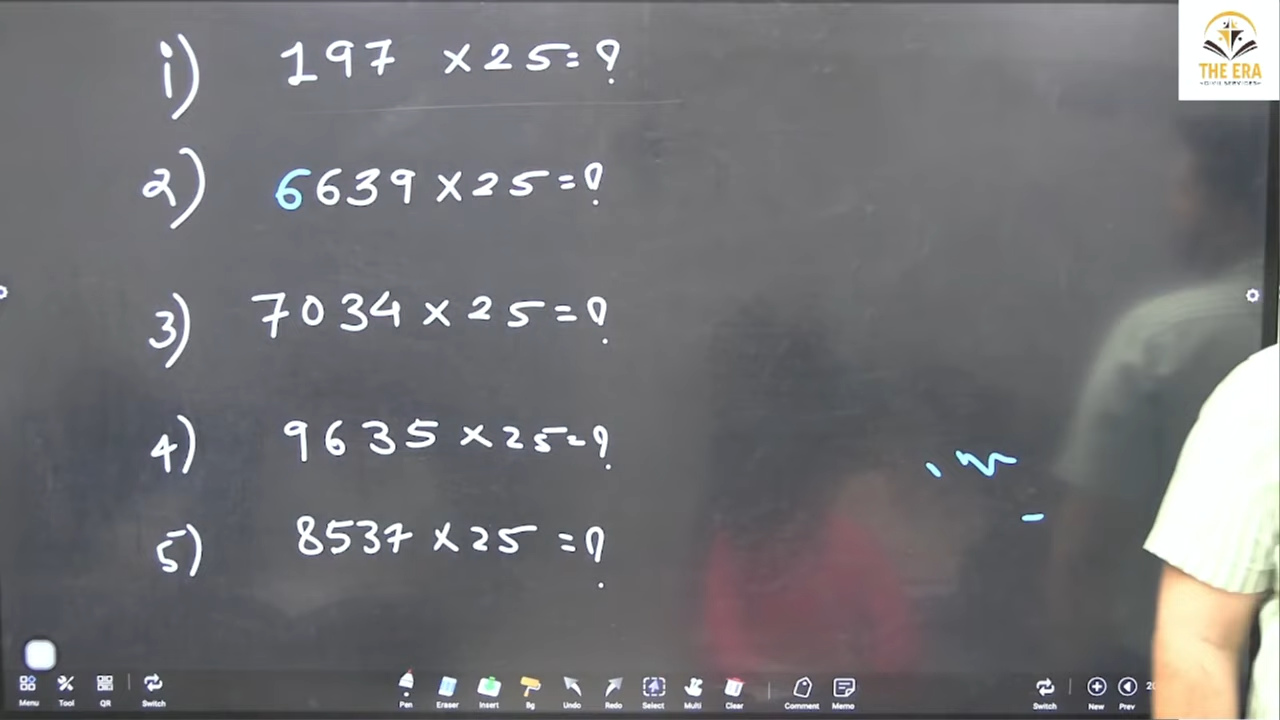 1) 197 × 25 = ?
2) 6639 × 25 = ?
3) 7034 × 25 = ?
4) 9635 × 25 = ?
5) 8537 × 25 = ?
THE ERA
Menu Tool QR Switch Pen Eraser Insert Bg Undo Redo Select Multi Clear Comment Memo Switch New Prev 20